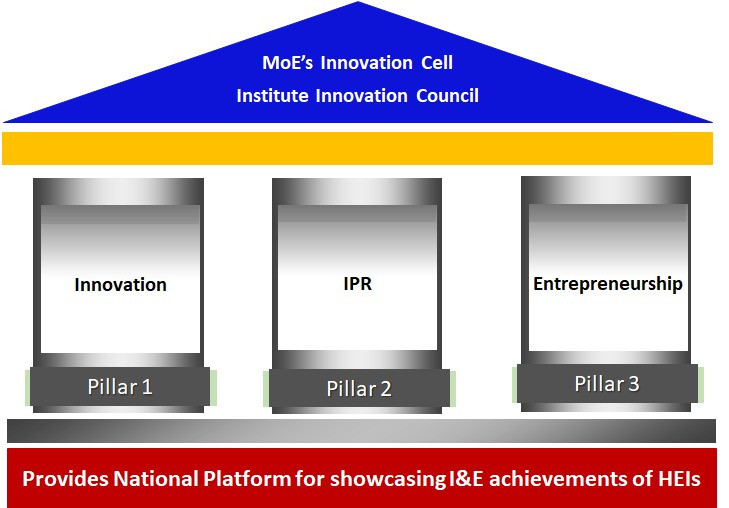 MoE's Innovation Cell
Institute Innovation Council
Innovation
IPR
Entrepreneurship
Pillar 1
Pillar 2
Pillar 3
Provides National Platform for showcasing I&E achievements of HEIs